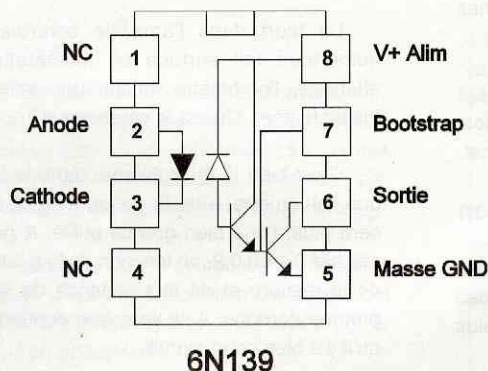 NC 1 8 V+ Alim
Anode 2 7 Bootstrap
Cathode 3 6 Sortie
NC 4 5 Masse GND
6N139